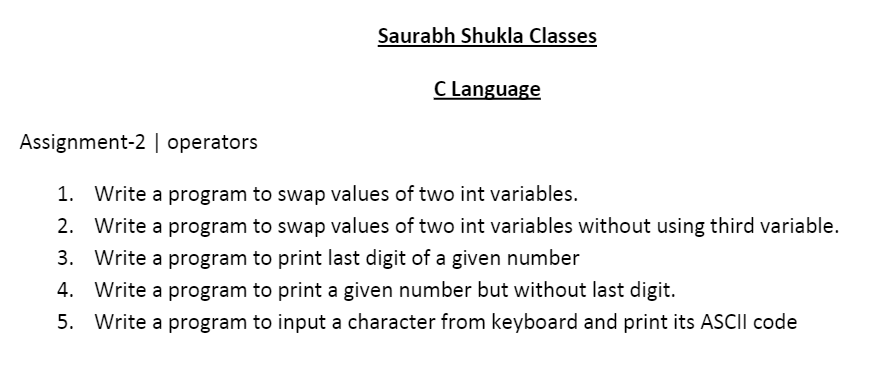 Saurabh Shukla Classes
C Language
Assignment-2 | operators
1. Write a program to swap values of two int variables.
2. Write a program to swap values of two int variables without using third variable.
3. Write a program to print last digit of a given number
4. Write a program to print a given number but without last digit.
5. Write a program to input a character from keyboard and print its ASCII code